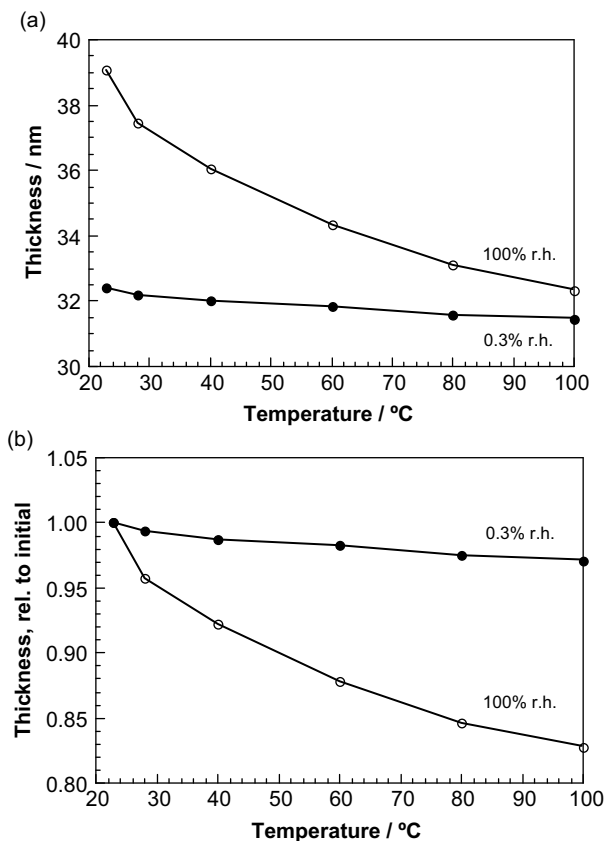 (a)
40
38
36
34
32
30
Thickness / nm
100% r.h.
0.3% r.h.
20 30 40 50 60 70 80 90 100
Temperature / ºC
(b)
1.05
1.00
0.95
0.90
0.85
0.80
Thickness, rel. to initial
0.3% r.h.
100% r.h.
20 30 40 50 60 70 80 90 100
Temperature / ºC